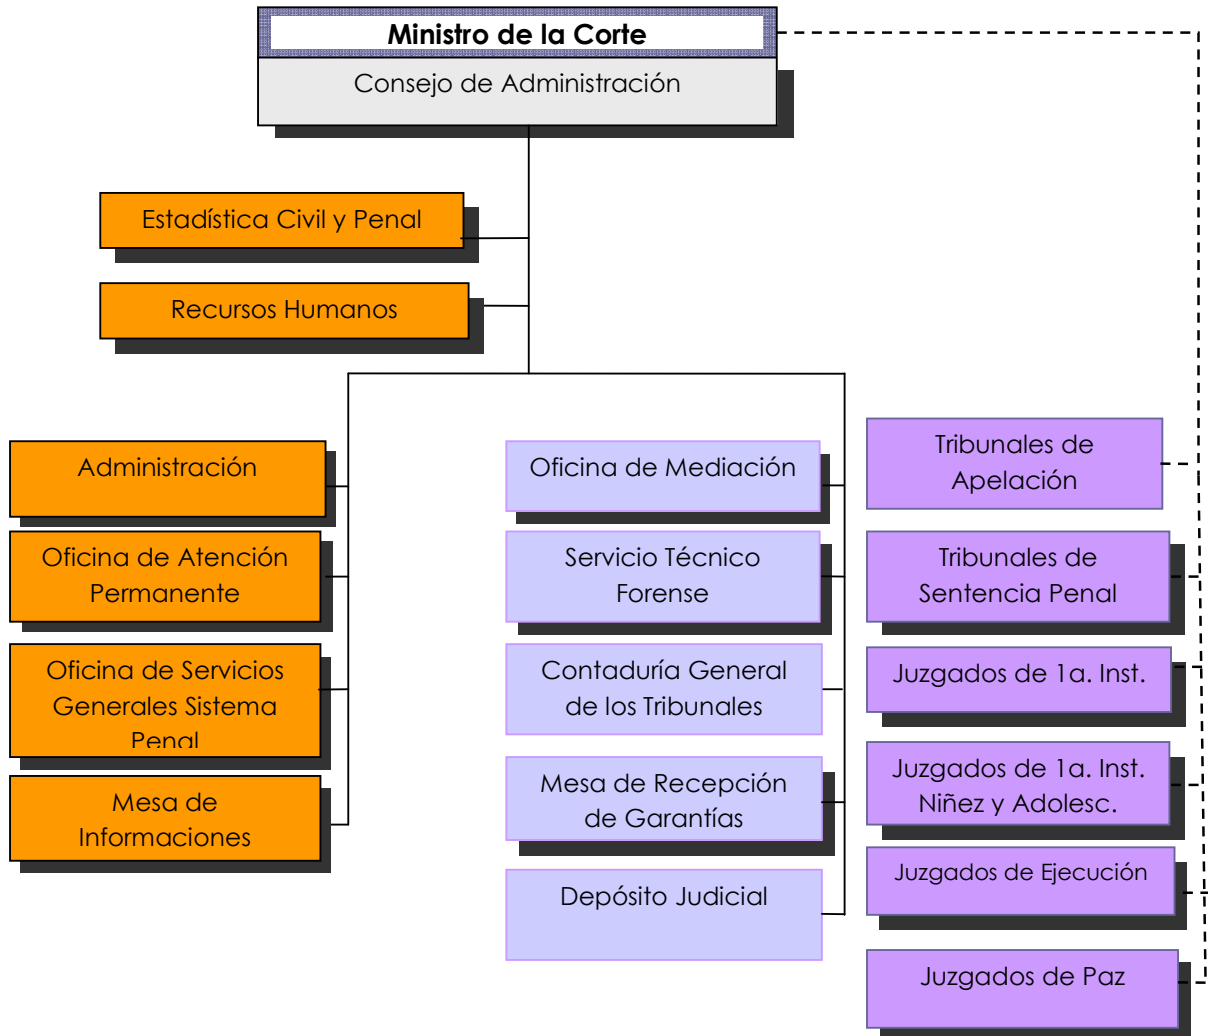 Ministro de la Corte
Consejo de Administración
Estadística Civil y Penal
Recursos Humanos
Administración
Oficina de Atención
Permanente
Oficina de Servicios
Generales Sistema
Penal
Mesa de
Informaciones
Oficina de Mediación
Servicio Técnico
Forense
Contaduría General
de los Tribunales
Mesa de Recepción
de Garantías
Depósito Judicial
Tribunales de
Apelación
Tribunales de
Sentencia Penal
Juzgados de 1a. Inst.
Juzgados de 1a. Inst.
Niñez y Adolesc.
Juzgados de Ejecución
Juzgados de Paz